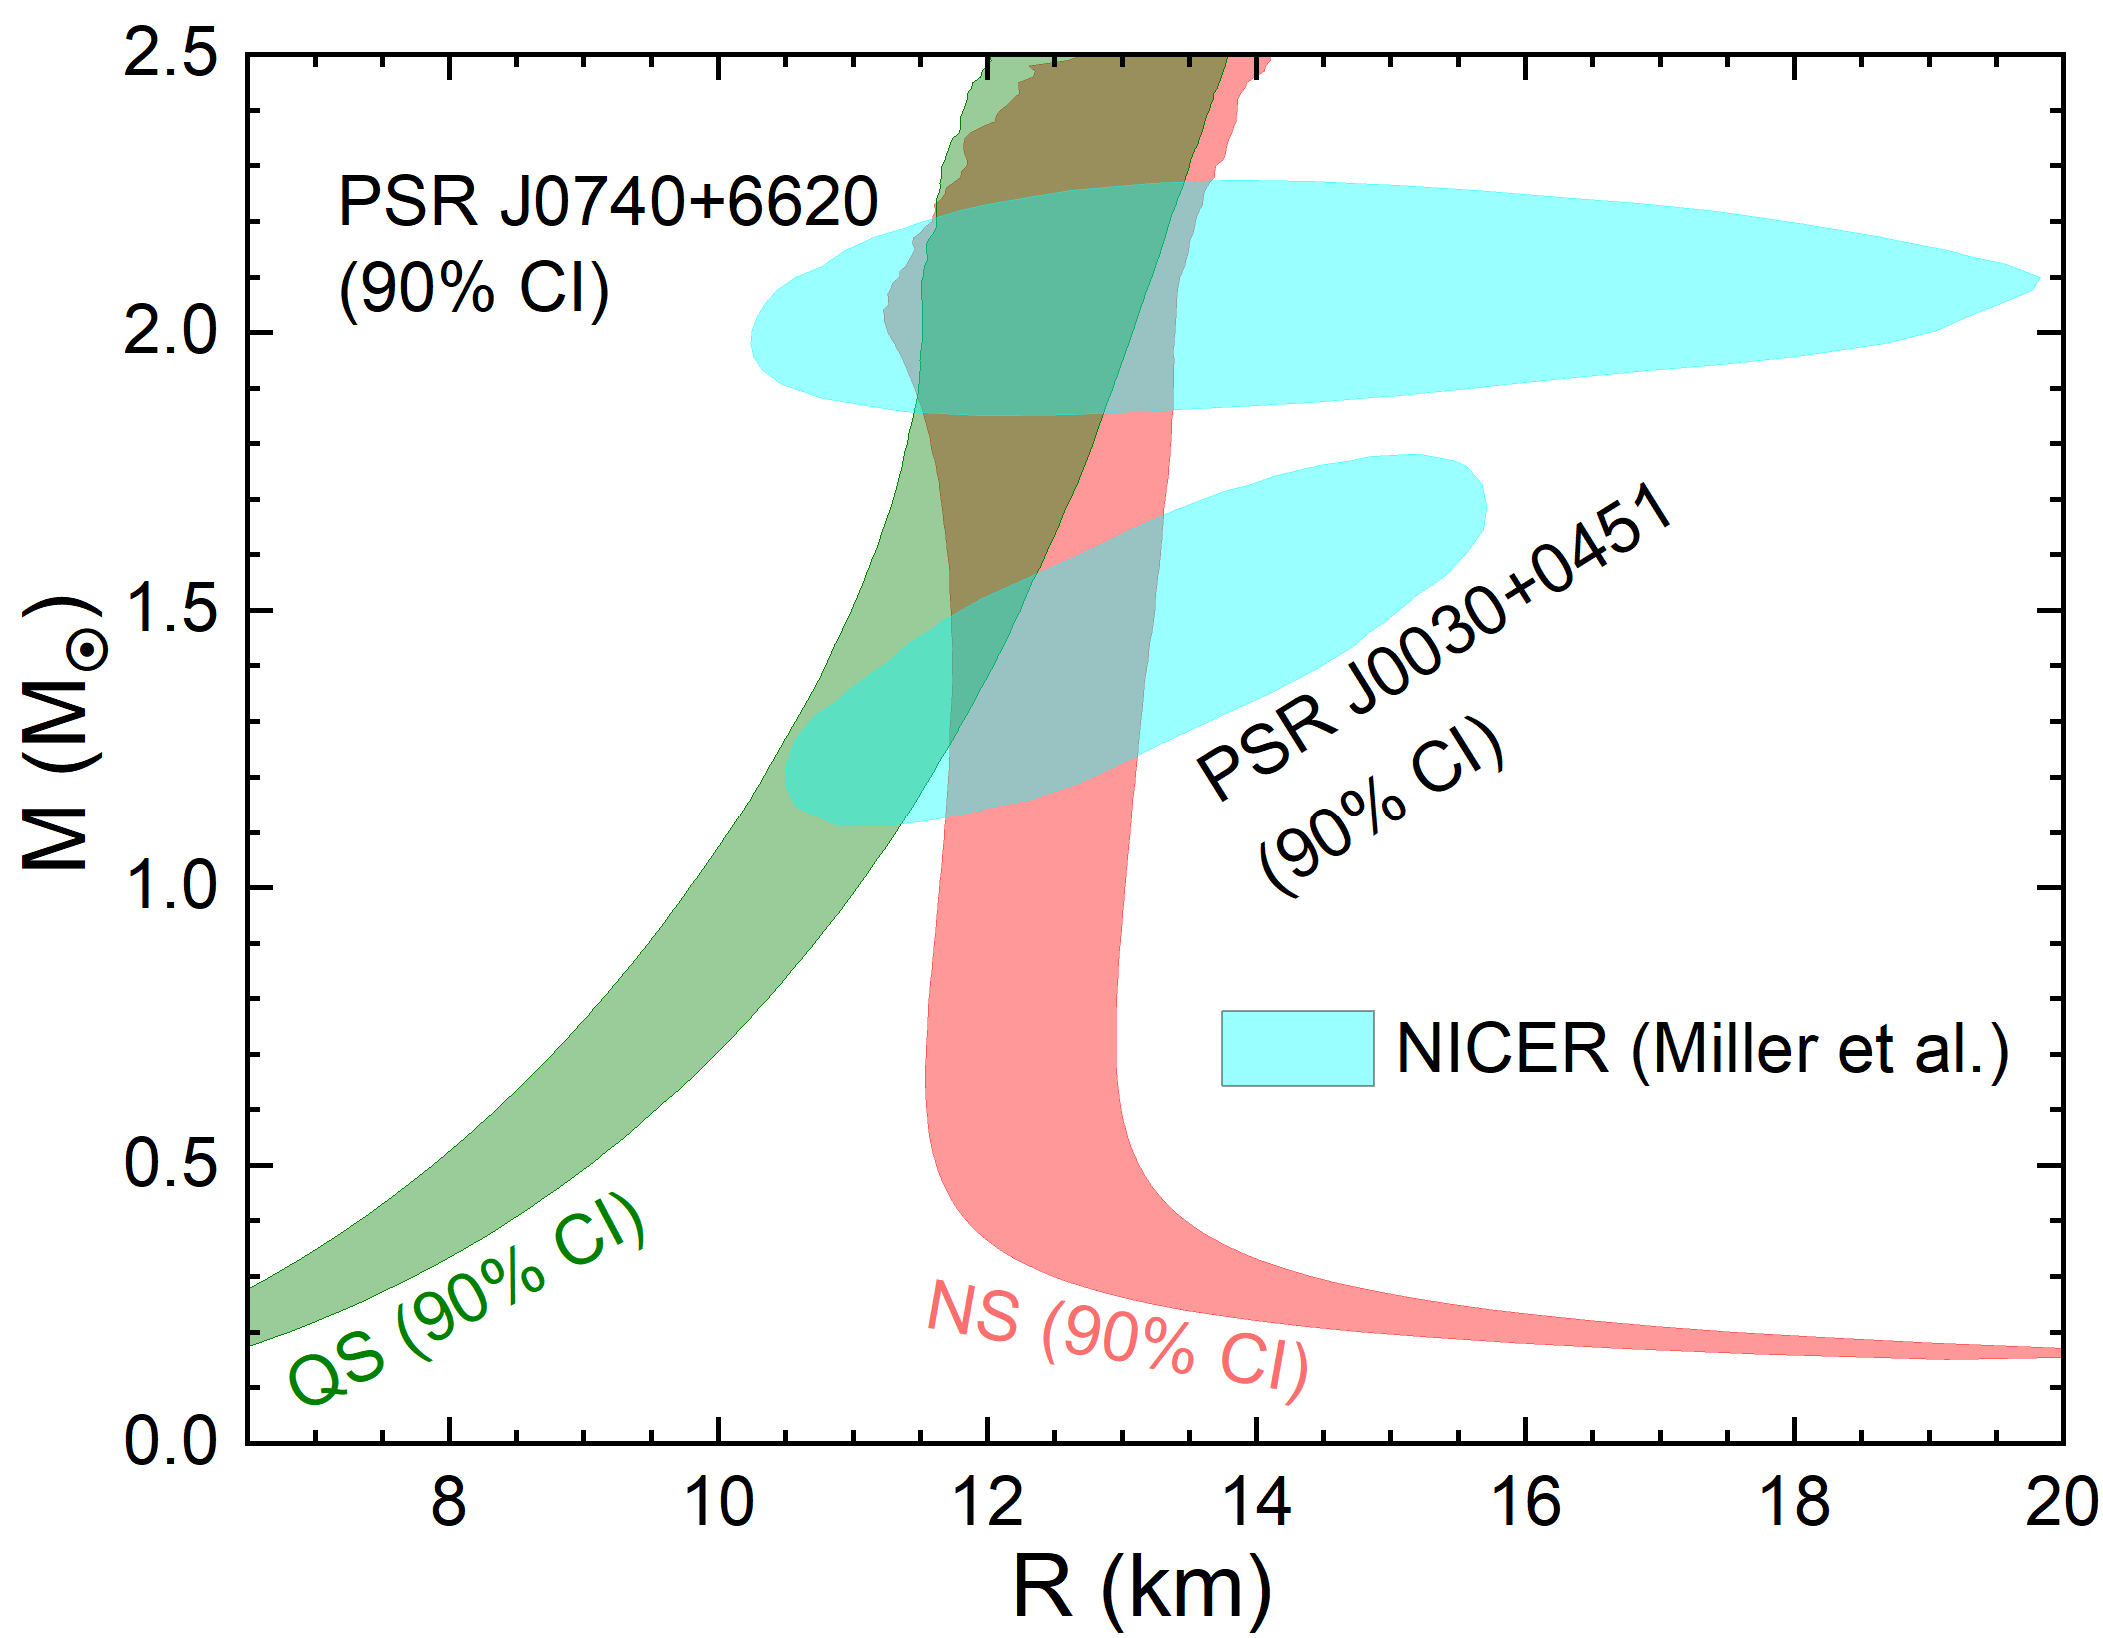 2.5
2.0
1.5
1.0
0.5
0.0
M (M☉)
PSR J0740+6620
(90% CI)
PSR J0030+0451
(90% CI)
NICER (Miller et al.)
QS (90% CI)
NS (90% CI)
8 10 12 14 16 18 20
R (km)